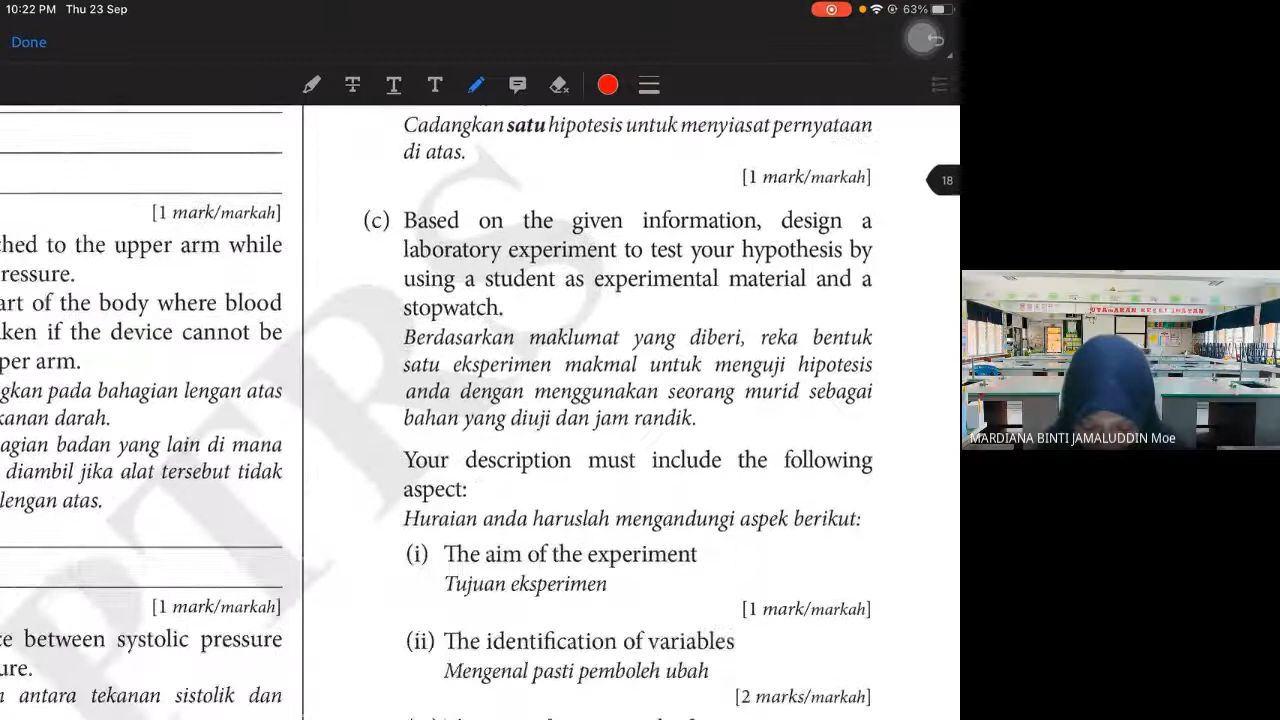 10:22 PM Thu 23 Sep
63%
Done
T
T
T
[1 mark/markah]
ched to the upper arm while
ressure.
art of the body where blood
aken if the device cannot be
per arm.
gkan pada bahagian lengan atas
kanan darah.
agian badan yang lain di mana
diambil jika alat tersebut tidak
lengan atas.
[1 mark/markah]
ce between systolic pressure
ure.
n antara tekanan sistolik dan
Cadangkan satu hipotesis untuk menyiasat pernyataan
di atas.
[1 mark/markah]
(c) Based on the given information, design a
laboratory experiment to test your hypothesis by
using a student as experimental material and a
stopwatch.
Berdasarkan maklumat yang diberi, reka bentuk
satu eksperimen makmal untuk menguji hipotesis
anda dengan menggunakan seorang murid sebagai
bahan yang diuji dan jam randik.
Your description must include the following
aspect:
Huraian anda haruslah mengandungi aspek berikut:
(i) The aim of the experiment
Tujuan eksperimen
[1 mark/markah]
(ii) The identification of variables
Mengenal pasti pemboleh ubah
[2 marks/markah]
18
PTRS
UTAMAKAN KESELAMATAN
MARDIANA BINTI JAMALUDDIN Moe